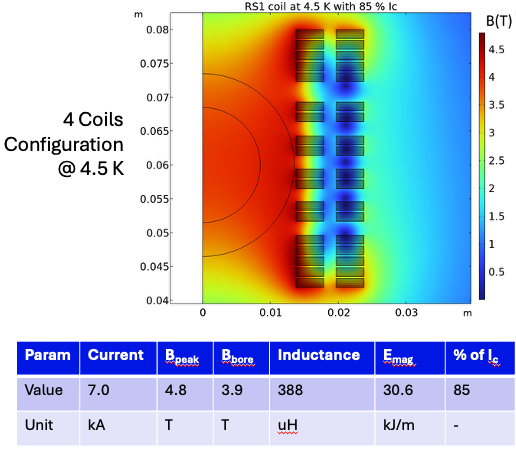 RS1 coil at 4.5 K with 85 % Ic
m
B(T)
0.08
0.075
0.07
0.065
0.06
0.055
0.05
0.045
0.04
0
0.01
0.02
0.03
m
4.5
4
3.5
3
2.5
2
1.5
1
0.5
4 Coils
Configuration
@ 4.5 K
Param Current Bpeak Bbore Inductance Emag % of Ic
Value 7.0 4.8 3.9 388 30.6 85
Unit kA T T uH kJ/m -